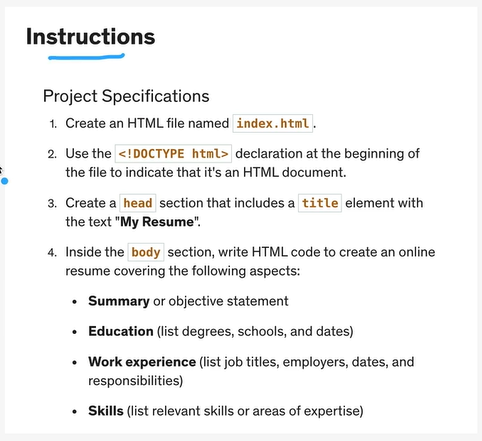 Instructions
Project Specifications
1. Create an HTML file named index.html.
2. Use the <!DOCTYPE html> declaration at the beginning of
the file to indicate that it's an HTML document.
3. Create a head section that includes a title element with
the text "My Resume".
4. Inside the body section, write HTML code to create an online
resume covering the following aspects:
• Summary or objective statement
• Education (list degrees, schools, and dates)
• Work experience (list job titles, employers, dates, and
responsibilities)
• Skills (list relevant skills or areas of expertise)